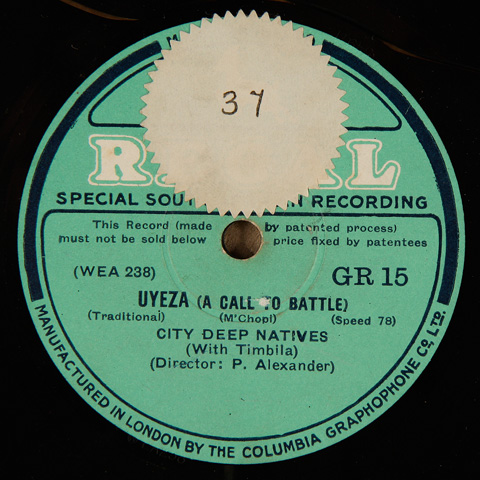 37
SPECIAL SOUTH RECORDING
This Record (made by patented process)
must not be sold below price fixed by patentees
(WEA 238) GR 15
UYEZA (A CALL TO BATTLE)
(Traditional) (M'Chopi) (Speed 78)
CITY DEEP NATIVES
(With Timbila)
(Director: P. Alexander)
MANUFACTURED IN LONDON BY THE COLUMBIA GRAPHOPHONE CO., LTD.